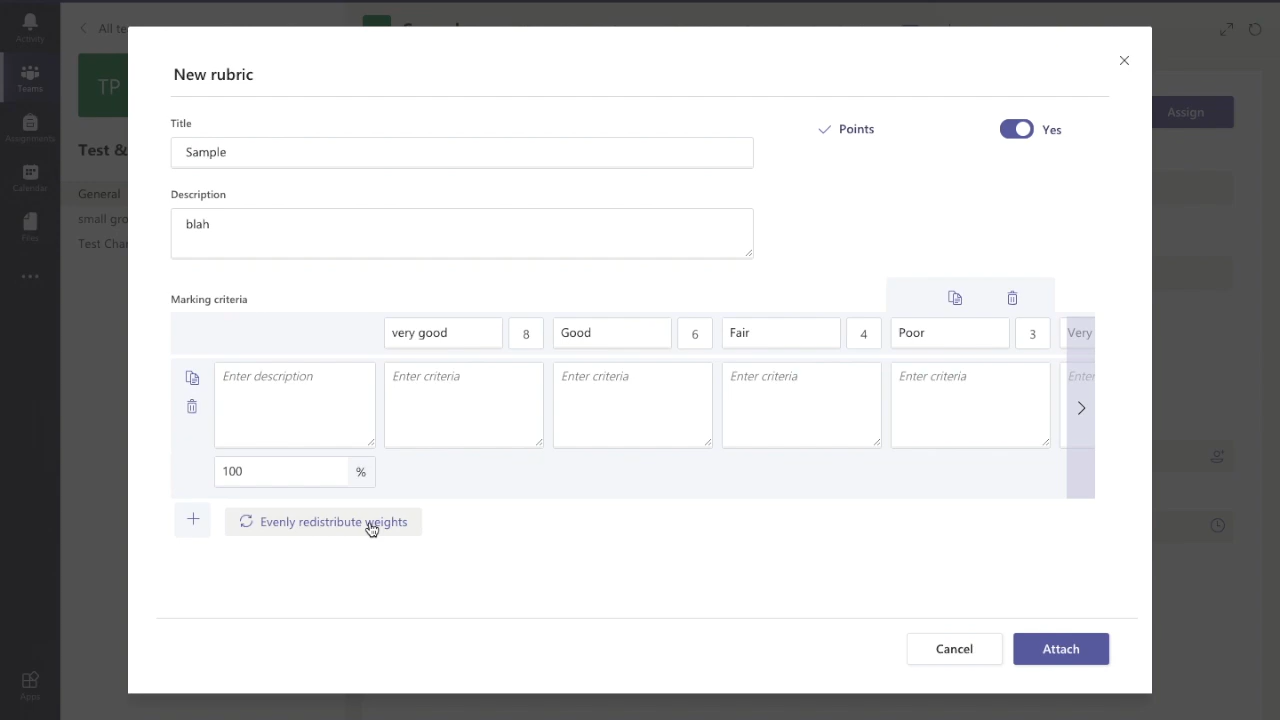 Activity
All te
TP
Teams
Assignments
Test &
Calendar
General
small gro
Files
Test Char
Apps
Assign
New rubric
Title
Sample
Points
Yes
Description
blah
Marking criteria
very good 8 Good 6 Fair 4 Poor 3 Very
Enter description Enter criteria Enter criteria Enter criteria Enter criteria Enter
100 %
Evenly redistribute weights
Cancel
Attach